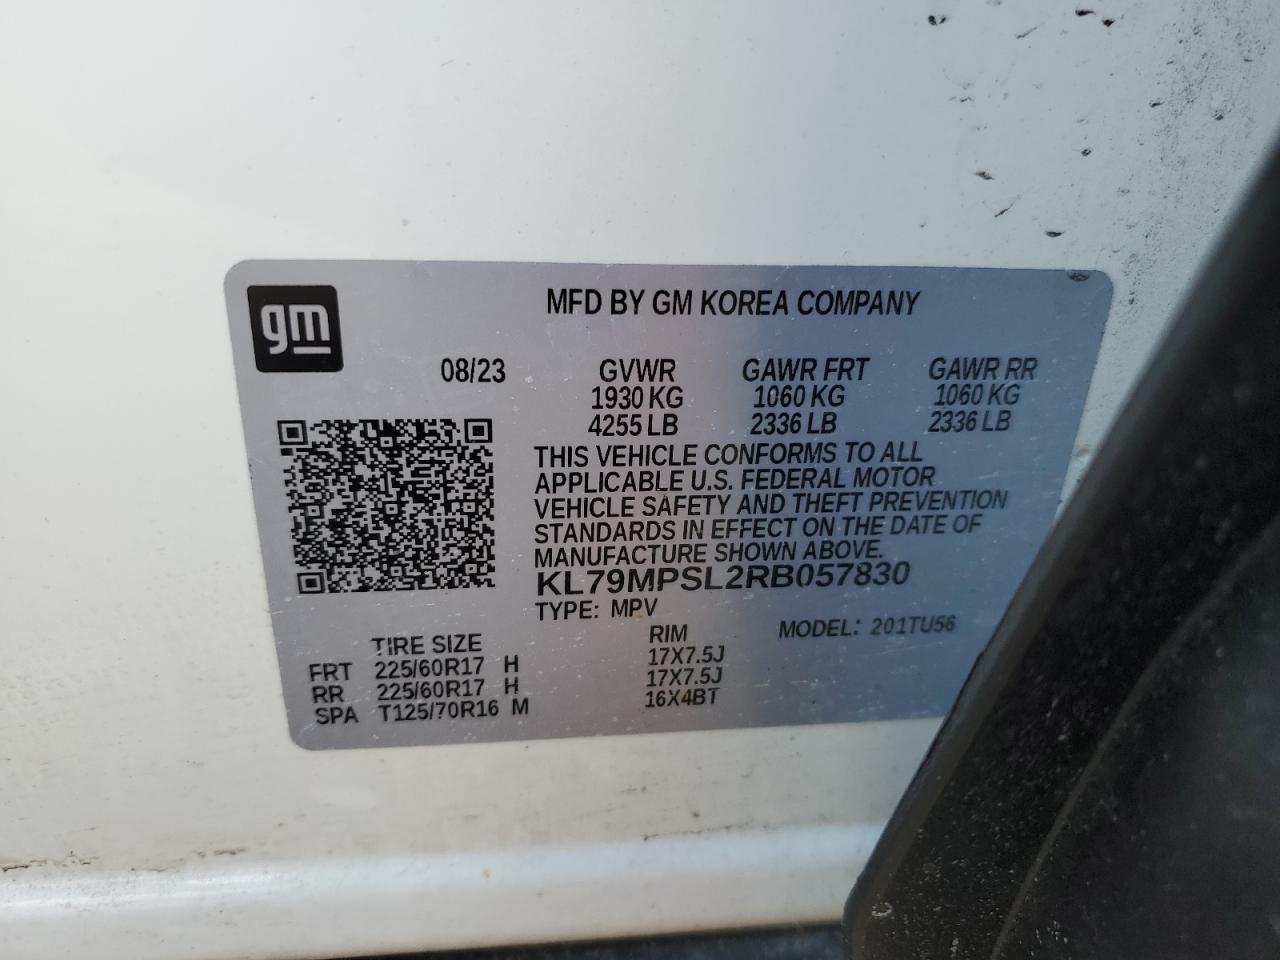 gm
MFD BY GM KOREA COMPANY
08/23 GVWR GAWR FRT GAWR RR
1930 KG 1060 KG 1060 KG
4255 LB 2336 LB 2336 LB
THIS VEHICLE CONFORMS TO ALL
APPLICABLE U.S. FEDERAL MOTOR
VEHICLE SAFETY AND THEFT PREVENTION
STANDARDS IN EFFECT ON THE DATE OF
MANUFACTURE SHOWN ABOVE.
KL79MPSL2RB057830
TYPE: MPV MODEL: 201TU56
TIRE SIZE RIM
FRT 225/60R17 H 17X7.5J
RR 225/60R17 H 17X7.5J
SPA T125/70R16 M 16X4BT